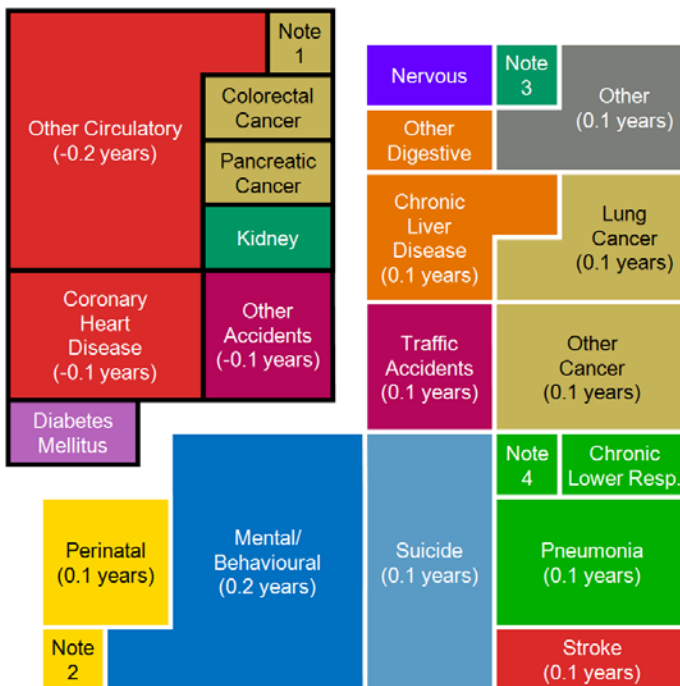 Note
1
Other Circulatory
(-0.2 years)
Colorectal
Cancer
Pancreatic
Cancer
Kidney
Coronary
Heart
Disease
(-0.1 years)
Other
Accidents
(-0.1 years)
Diabetes
Mellitus
Nervous
Note
3
Other
(0.1 years)
Other
Digestive
Chronic
Liver
Disease
(0.1 years)
Lung
Cancer
(0.1 years)
Traffic
Accidents
(0.1 years)
Other
Cancer
(0.1 years)
Perinatal
(0.1 years)
Note
2
Mental/
Behavioural
(0.2 years)
Suicide
(0.1 years)
Note
4
Chronic
Lower Resp.
Pneumonia
(0.1 years)
Stroke
(0.1 years)